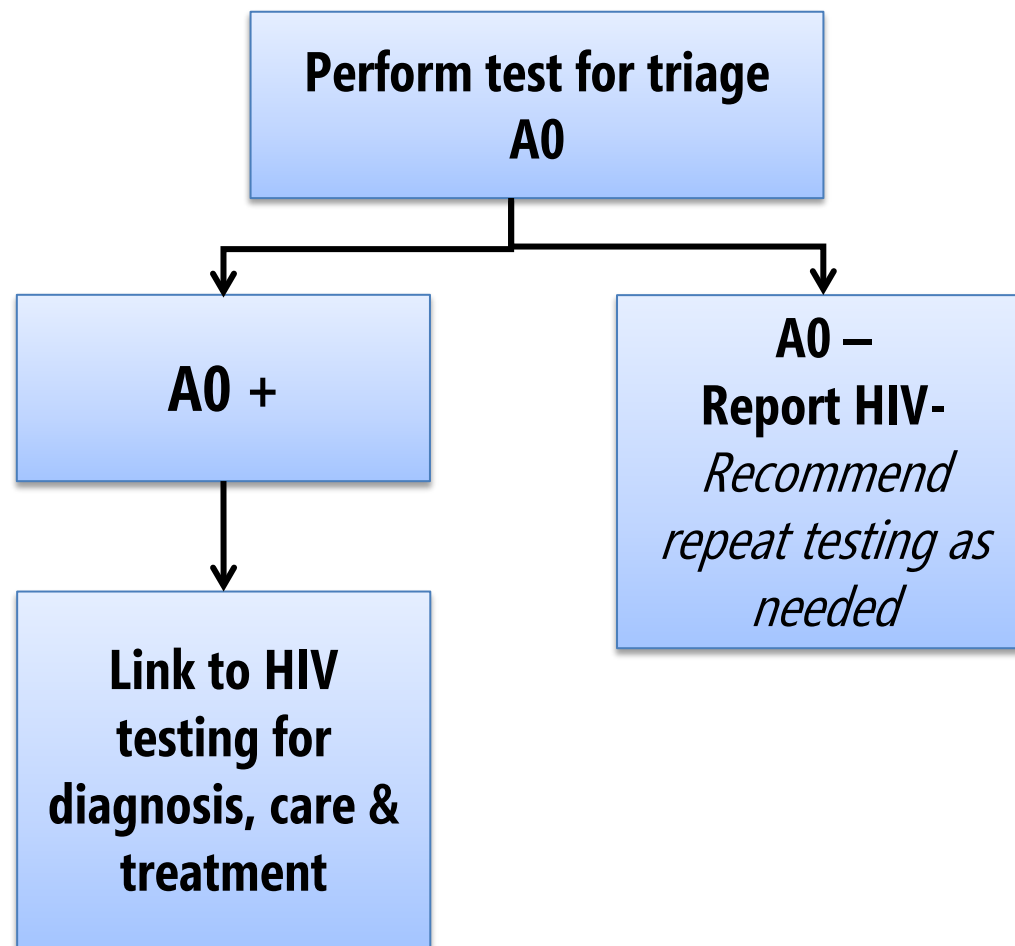 Perform test for triage
A0
A0 +
A0 –
Report HIV-
Recommend
repeat testing as
needed
Link to HIV
testing for
diagnosis, care &
treatment